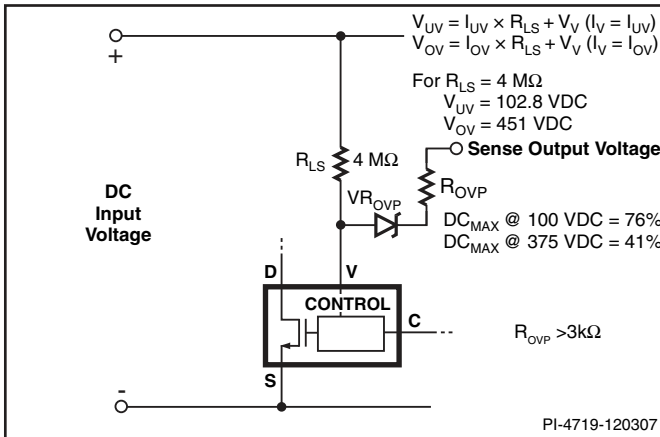 V_UV = I_UV × R_LS + V_V (I_V = I_UV)
V_OV = I_OV × R_LS + V_V (I_V = I_OV)
+
For R_LS = 4 MΩ
V_UV = 102.8 VDC
V_OV = 451 VDC
Sense Output Voltage
R_LS 4 MΩ
R_OVP
VR_OVP
DC
Input
Voltage
DC_MAX @ 100 VDC = 76%
DC_MAX @ 375 VDC = 41%
D V
CONTROL
C
R_OVP >3kΩ
S
-
PI-4719-120307